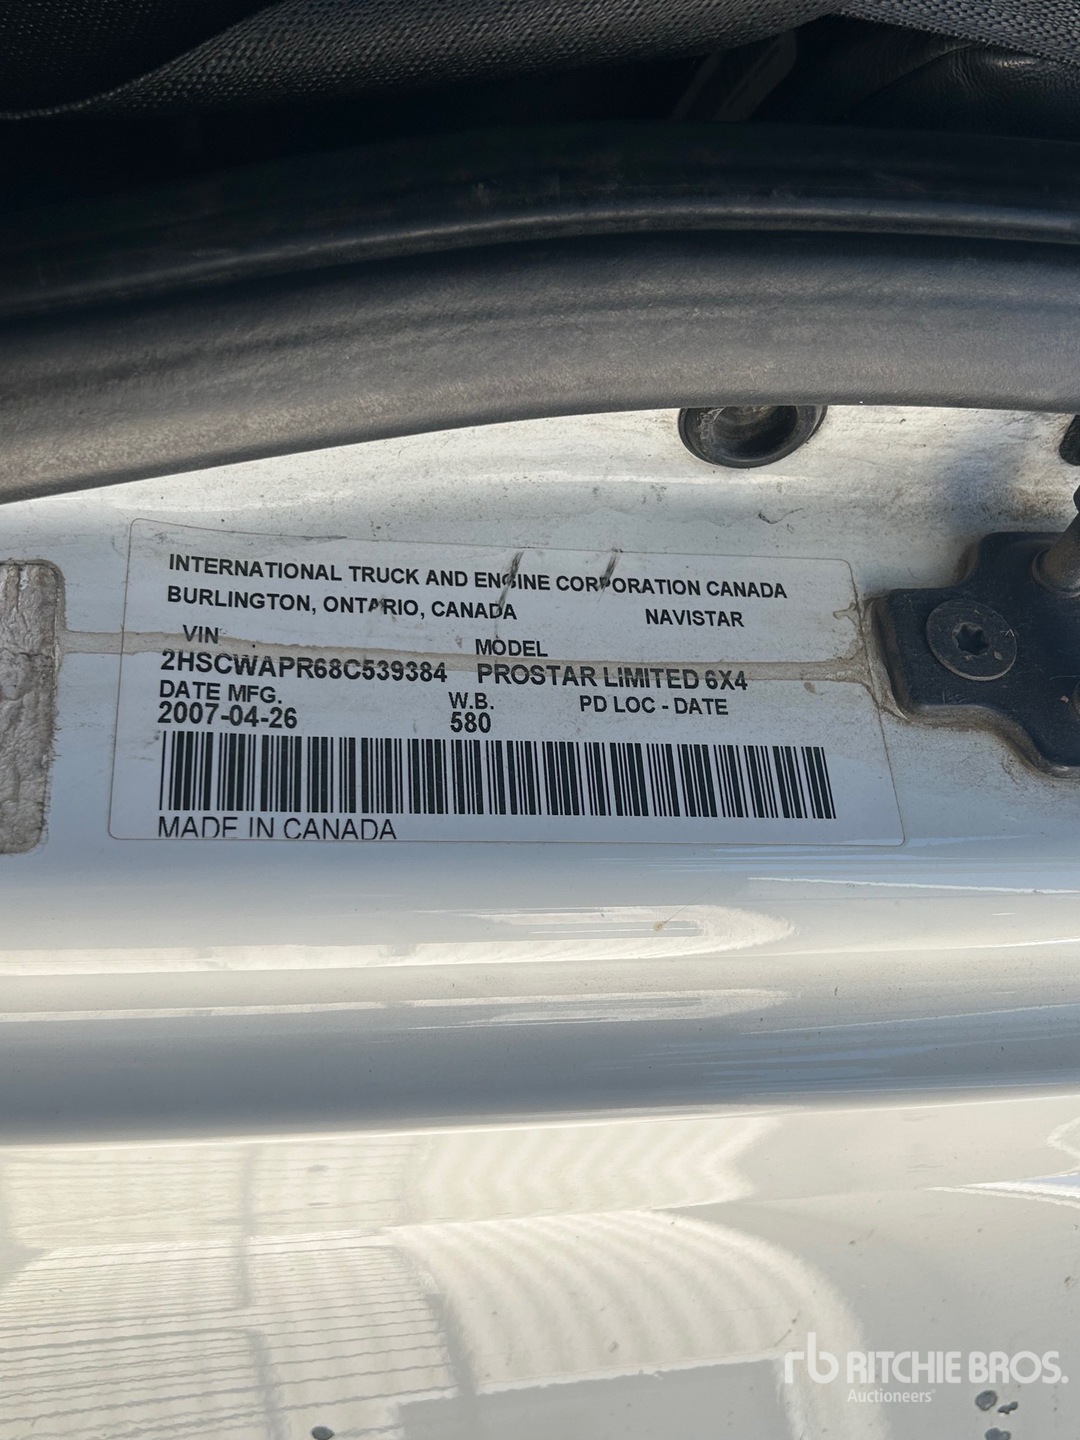 INTERNATIONAL TRUCK AND ENGINE CORPORATION CANADA
BURLINGTON, ONTARIO, CANADA NAVISTAR
VIN MODEL
2HSCWAPR68C539384 PROSTAR LIMITED 6X4
DATE MFG. W.B. PD LOC - DATE
2007-04-26 580
MADE IN CANADA
rb RITCHIE BROS.
Auctioneers